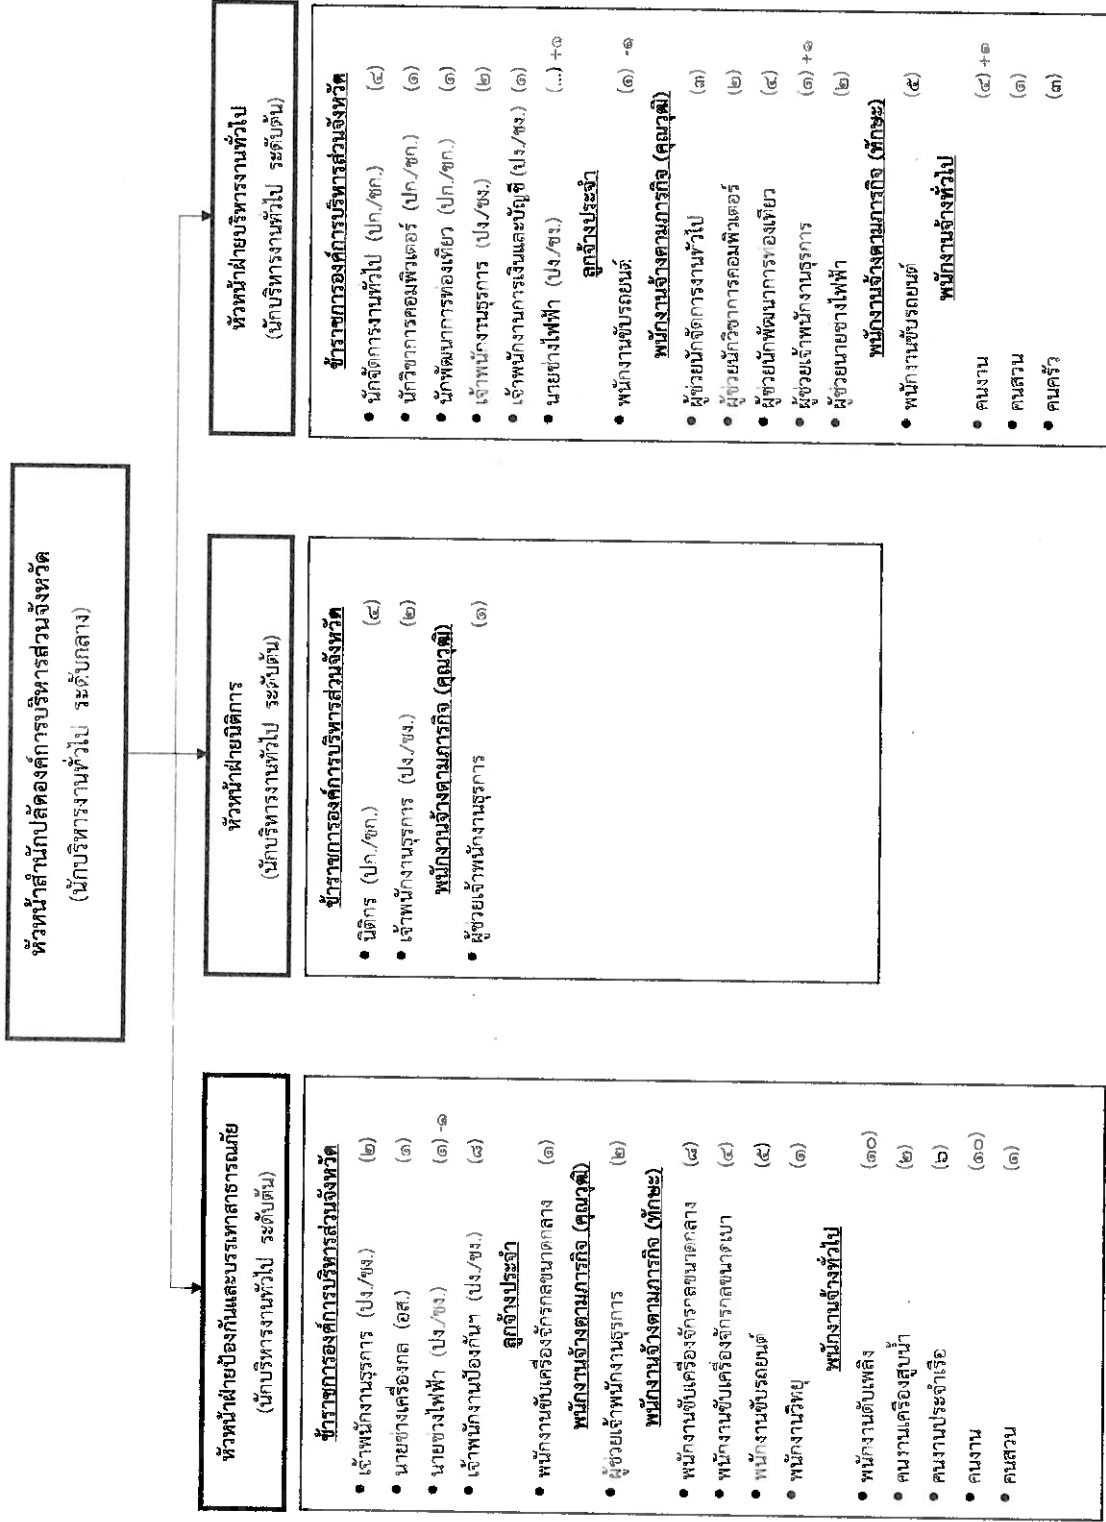 หัวหน้าสำนักปลัดองค์การบริหารส่วนจังหวัด
(นักบริหารงานทั่วไป ระดับกลาง)
หัวหน้าฝ่ายป้องกันและบรรเทาสาธารณภัย
(นักบริหารงานทั่วไป ระดับต้น)
ข้าราชการองค์การบริหารส่วนจังหวัด
• เจ้าพนักงานธุรการ (ปง./ชง.) (๒)
• นายช่างเครื่องกล (อส.) (๑)
• นายช่างไฟฟ้า (ปง./ชง.) (๑) -๑
• เจ้าพนักงานป้องกันฯ (ปง./ชง.) (๘)
ลูกจ้างประจำ
• พนักงานขับเครื่องจักรกลขนาดกลาง (๑)
พนักงานจ้างตามภารกิจ (คุณวุฒิ)
• ผู้ช่วยเจ้าพนักงานธุรการ (๒)
พนักงานจ้างตามภารกิจ (ทักษะ)
• พนักงานขับเครื่องจักรกลขนาดกลาง (๘)
• พนักงานขับเครื่องจักรกลขนาดเบา (๔)
• พนักงานขับรถยนต์ (๕)
• พนักงานวิทยุ (๑)
พนักงานจ้างทั่วไป
• พนักงานดับเพลิง (๑๐)
• คนงานเครื่องสูบน้ำ (๒)
• คนงานประจำเรือ (๖)
• คนงาน (๑๐)
• คนสวน (๑)
หัวหน้าฝ่ายนิติการ
(นักบริหารงานทั่วไป ระดับต้น)
ข้าราชการองค์การบริหารส่วนจังหวัด
• นิติกร (ปก./ชก.) (๔)
• เจ้าพนักงานธุรการ (ปง./ชง.) (๒)
พนักงานจ้างตามภารกิจ (คุณวุฒิ)
• ผู้ช่วยเจ้าพนักงานธุรการ (๑)
หัวหน้าฝ่ายบริหารงานทั่วไป
(นักบริหารงานทั่วไป ระดับต้น)
ข้าราชการองค์การบริหารส่วนจังหวัด
• นักจัดการงานทั่วไป (ปก./ชก.) (๔)
• นักวิชาการคอมพิวเตอร์ (ปก./ชก.) (๑)
• นักพัฒนาการท่องเที่ยว (ปก./ชก.) (๑)
• เจ้าพนักงานธุรการ (ปง./ชง.) (๒)
• เจ้าพนักงานการเงินและบัญชี (ปง./ชง.) (๑)
• นายช่างไฟฟ้า (ปง./ชง.) (...) +๑
ลูกจ้างประจำ
• พนักงานขับรถยนต์ (๑) -๑
พนักงานจ้างตามภารกิจ (คุณวุฒิ)
• ผู้ช่วยนักจัดการงานทั่วไป (๓)
• ผู้ช่วยนักวิชาการคอมพิวเตอร์ (๒)
• ผู้ช่วยนักพัฒนาการท่องเที่ยว (๔)
• ผู้ช่วยเจ้าพนักงานธุรการ (๑) +๑
• ผู้ช่วยนายช่างไฟฟ้า (๒)
พนักงานจ้างตามภารกิจ (ทักษะ)
• พนักงานขับรถยนต์ (๕)
พนักงานจ้างทั่วไป
• คนงาน (๔) +๑
• คนสวน (๑)
• คนครัว (๓)